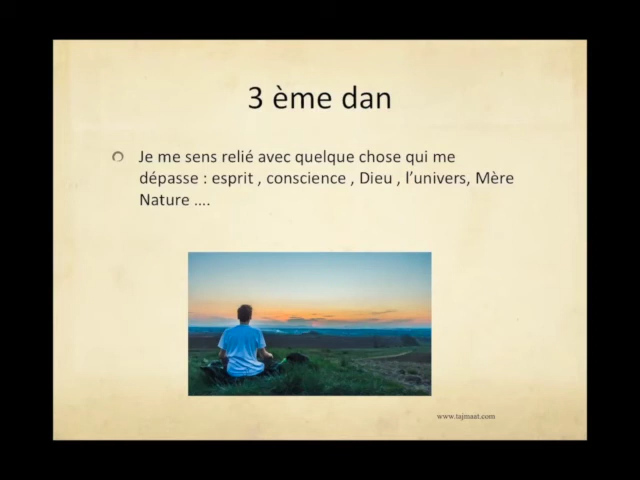 3 ème dan
Je me sens relié avec quelque chose qui me
dépasse : esprit , conscience , Dieu , l’univers, Mère
Nature ….
www.tajmaat.com